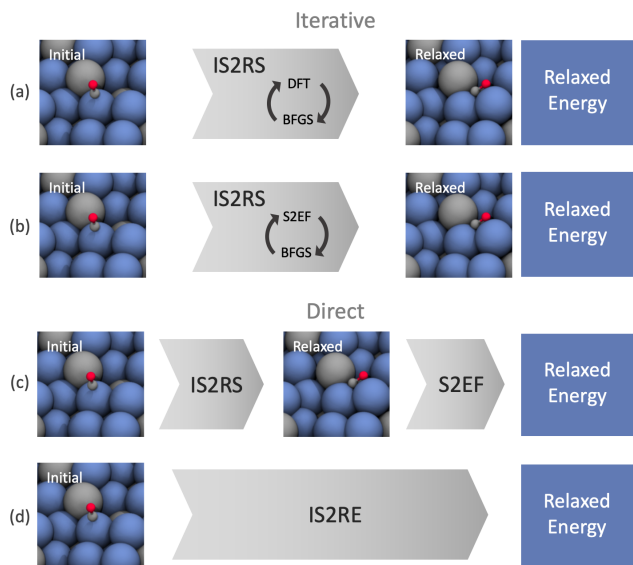 Iterative
(a)
Initial
IS2RS
DFT
BFGS
Relaxed
Relaxed
Energy
(b)
Initial
IS2RS
S2EF
BFGS
Relaxed
Relaxed
Energy
Direct
(c)
Initial
IS2RS
Relaxed
S2EF
Relaxed
Energy
(d)
Initial
IS2RE
Relaxed
Energy